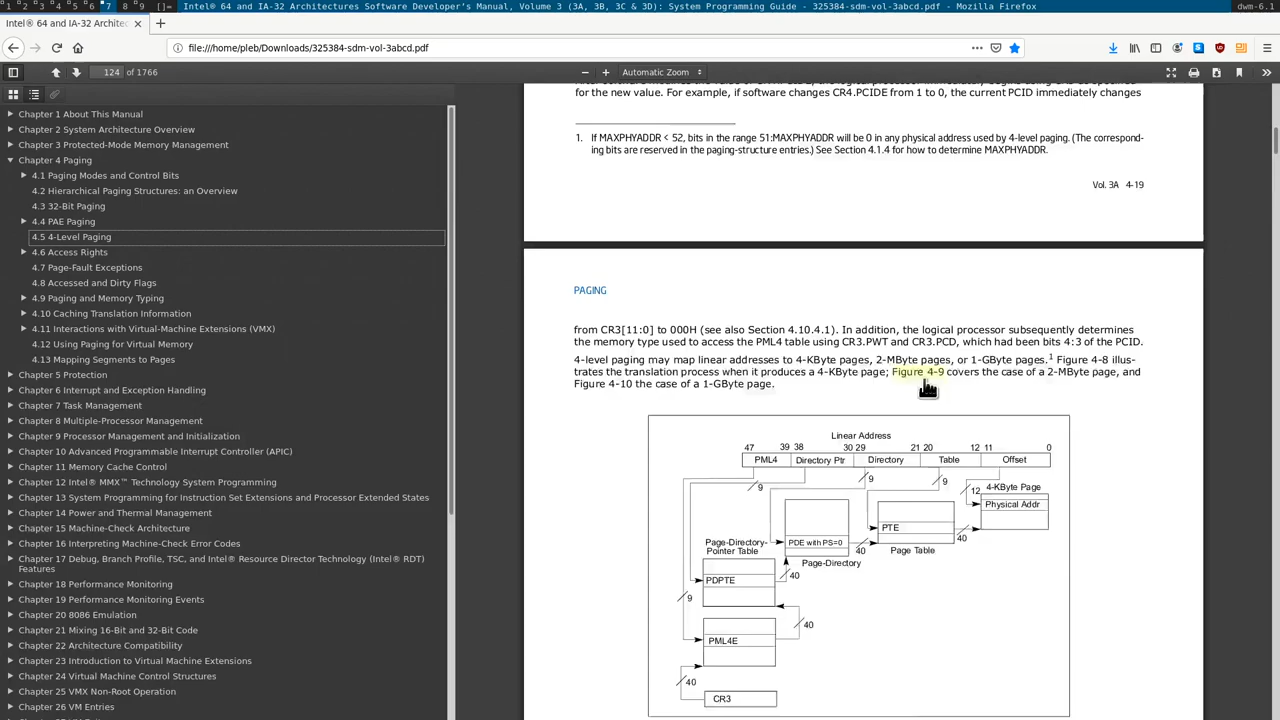 1 2 3 4 5 6 7 8 9 []= Intel® 64 and IA-32 Architectures Software Developer's Manual, Volume 3 (3A, 3B, 3C & 3D): System Programming Guide - 325384-sdm-vol-3abcd.pdf - Mozilla Firefox dwm-6.1
Intel® 64 and IA-32 Architec
file:///home/pleb/Downloads/325384-sdm-vol-3abcd.pdf
124 of 1766 Automatic Zoom
Chapter 1 About This Manual
Chapter 2 System Architecture Overview
Chapter 3 Protected-Mode Memory Management
Chapter 4 Paging
4.1 Paging Modes and Control Bits
4.2 Hierarchical Paging Structures: an Overview
4.3 32-Bit Paging
4.4 PAE Paging
4.5 4-Level Paging
4.6 Access Rights
4.7 Page-Fault Exceptions
4.8 Accessed and Dirty Flags
4.9 Paging and Memory Typing
4.10 Caching Translation Information
4.11 Interactions with Virtual-Machine Extensions (VMX)
4.12 Using Paging for Virtual Memory
4.13 Mapping Segments to Pages
Chapter 5 Protection
Chapter 6 Interrupt and Exception Handling
Chapter 7 Task Management
Chapter 8 Multiple-Processor Management
Chapter 9 Processor Management and Initialization
Chapter 10 Advanced Programmable Interrupt Controller (APIC)
Chapter 11 Memory Cache Control
Chapter 12 Intel® MMX™ Technology System Programming
Chapter 13 System Programming for Instruction Set Extensions and Processor Extended States
Chapter 14 Power and Thermal Management
Chapter 15 Machine-Check Architecture
Chapter 16 Interpreting Machine-Check Error Codes
Chapter 17 Debug, Branch Profile, TSC, and Intel® Resource Director Technology (Intel® RDT)
Features
Chapter 18 Performance Monitoring
Chapter 19 Performance Monitoring Events
Chapter 20 8086 Emulation
Chapter 21 Mixing 16-Bit and 32-Bit Code
Chapter 22 Architecture Compatibility
Chapter 23 Introduction to Virtual Machine Extensions
Chapter 24 Virtual Machine Control Structures
Chapter 25 VMX Non-Root Operation
Chapter 26 VM Entries
for the new value. For example, if software changes CR4.PCIDE from 1 to 0, the current PCID immediately changes
1. If MAXPHYADDR < 52, bits in the range 51:MAXPHYADDR will be 0 in any physical address used by 4-level paging. (The correspond-
ing bits are reserved in the paging-structure entries.) See Section 4.1.4 for how to determine MAXPHYADDR.
Vol. 3A 4-19
PAGING
from CR3[11:0] to 000H (see also Section 4.10.4.1). In addition, the logical processor subsequently determines
the memory type used to access the PML4 table using CR3.PWT and CR3.PCD, which had been bits 4:3 of the PCID.
4-level paging may map linear addresses to 4-KByte pages, 2-MByte pages, or 1-GByte pages.1 Figure 4-8 illus-
trates the translation process when it produces a 4-KByte page; Figure 4-9 covers the case of a 2-MByte page, and
Figure 4-10 the case of a 1-GByte page.
Linear Address
47 39 38 30 29 21 20 12 11 0
PML4 Directory Ptr Directory Table Offset
9 9 9 12 4-KByte Page
Physical Addr
PTE
40
PDE with PS=0 40 Page Table
Page-Directory-
Pointer Table
Page-Directory
PDPTE 40
9
40
PML4E
40
CR3